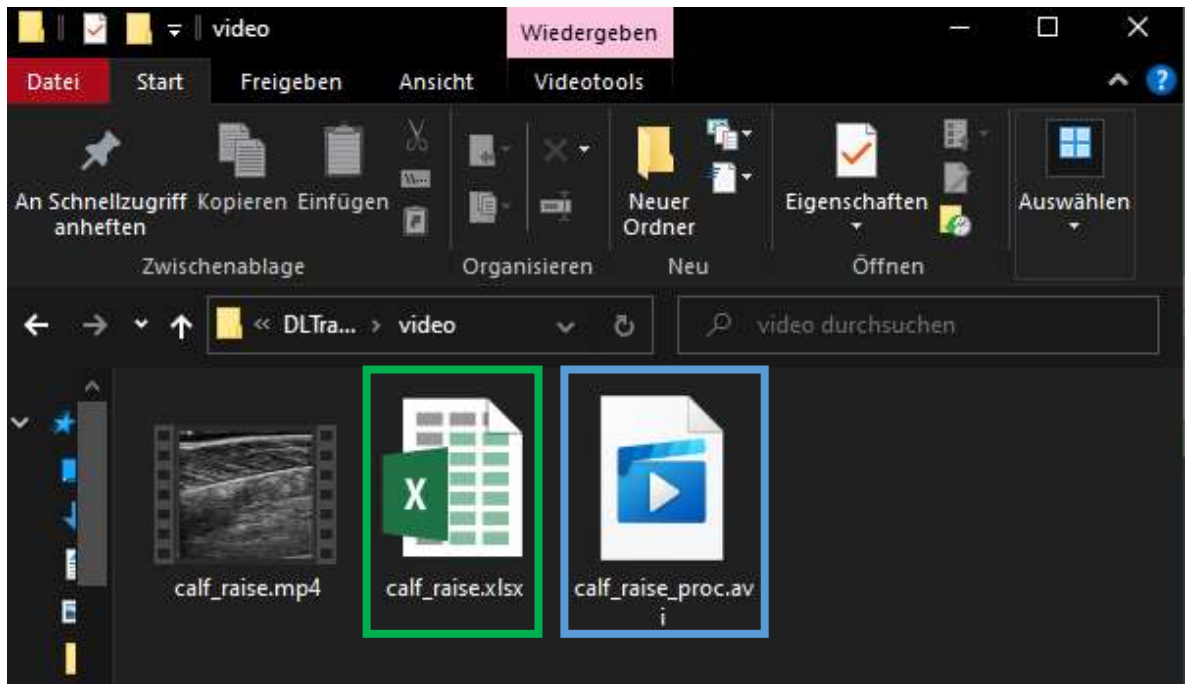 video
Wiedergeben
Datei
Start
Freigeben
Ansicht
Videotools
An Schnellzugriff
anheften
Kopieren
Einfügen
Neuer
Ordner
Eigenschaften
Auswählen
Zwischenablage
Organisieren
Neu
Öffnen
« DLTra... › video
video durchsuchen
calf_raise.mp4
calf_raise.xlsx
calf_raise_proc.av
i